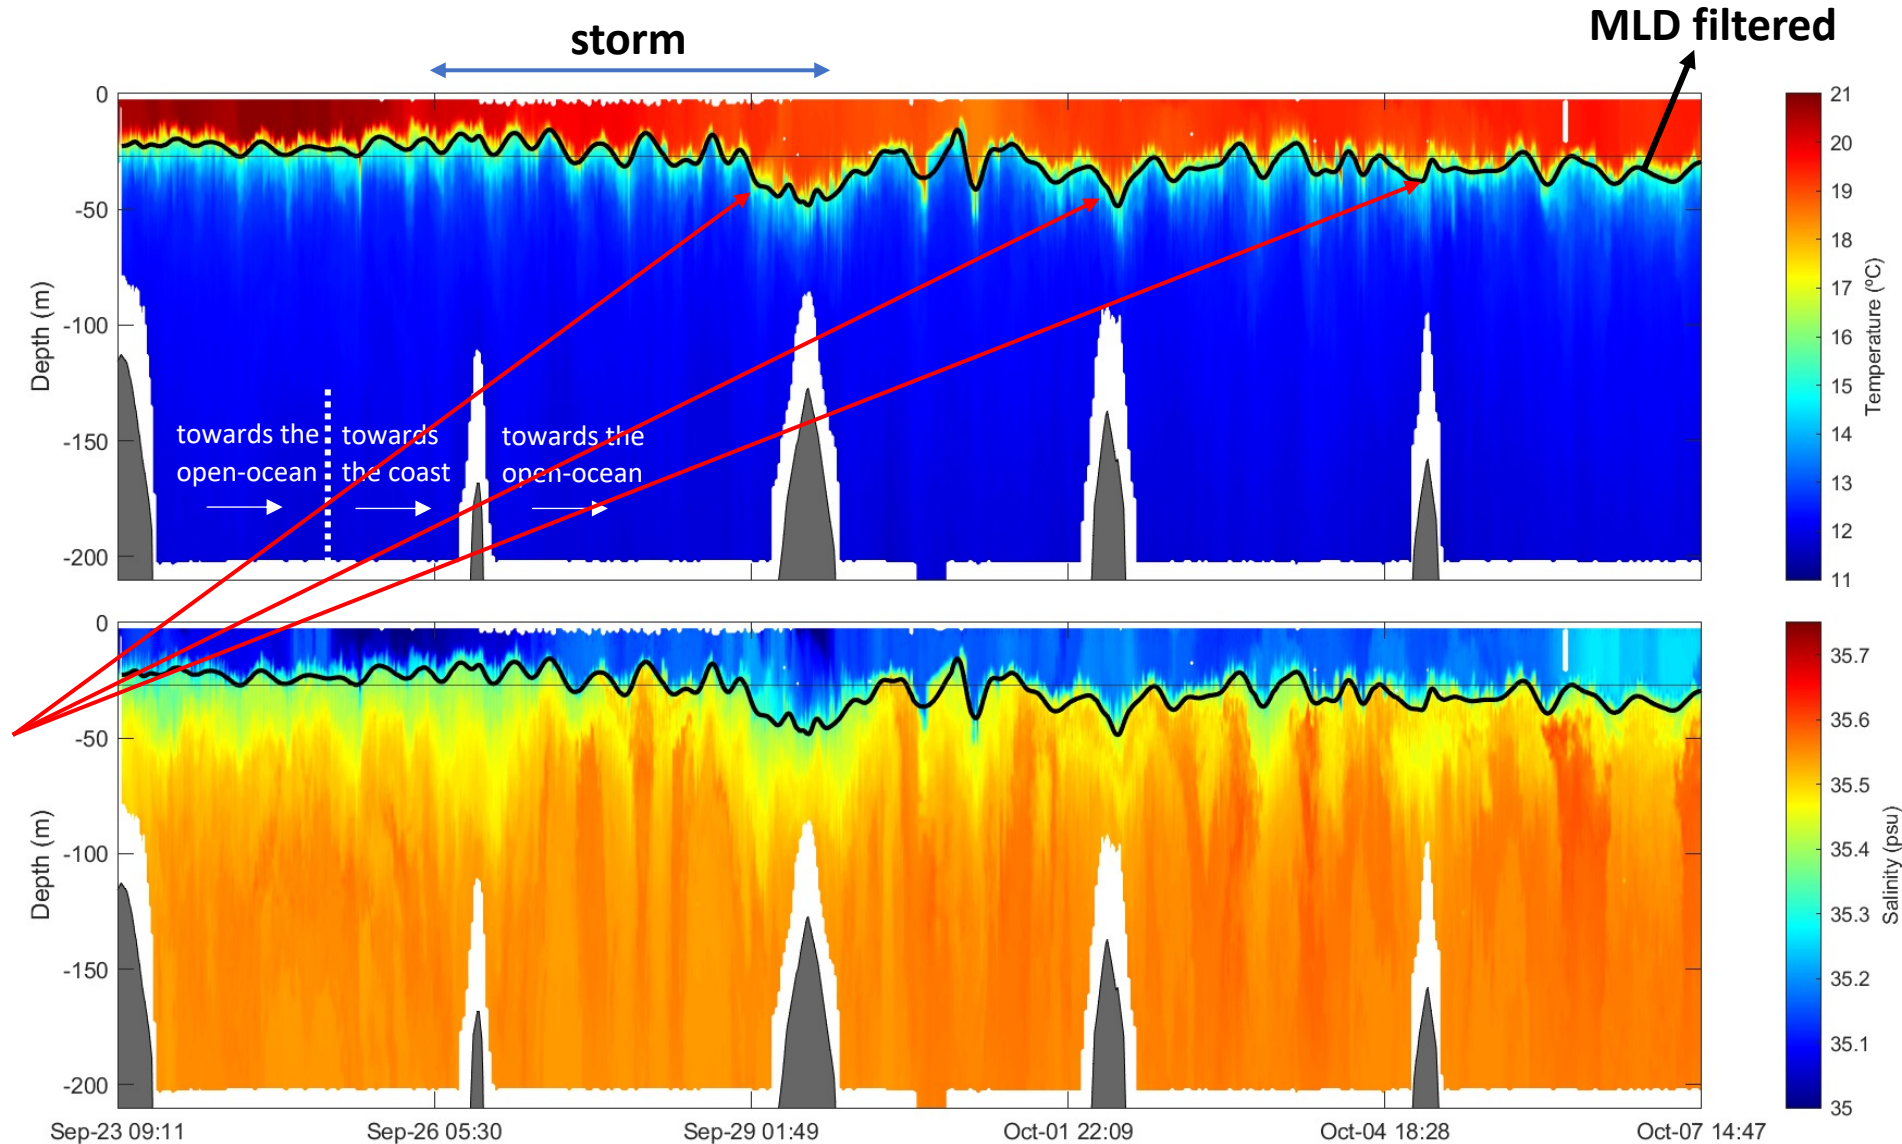 storm
MLD filtered
0
-50
-100
-150
-200
Depth (m)
towards the
open-ocean
towards
the coast
towards the
open-ocean
21
20
19
18
17
16
15
14
13
12
11
Temperature (ºC)
0
-50
-100
-150
-200
Depth (m)
35.7
35.6
35.5
35.4
35.3
35.2
35.1
35
Salinity (psu)
Sep-23 09:11
Sep-26 05:30
Sep-29 01:49
Oct-01 22:09
Oct-04 18:28
Oct-07 14:47